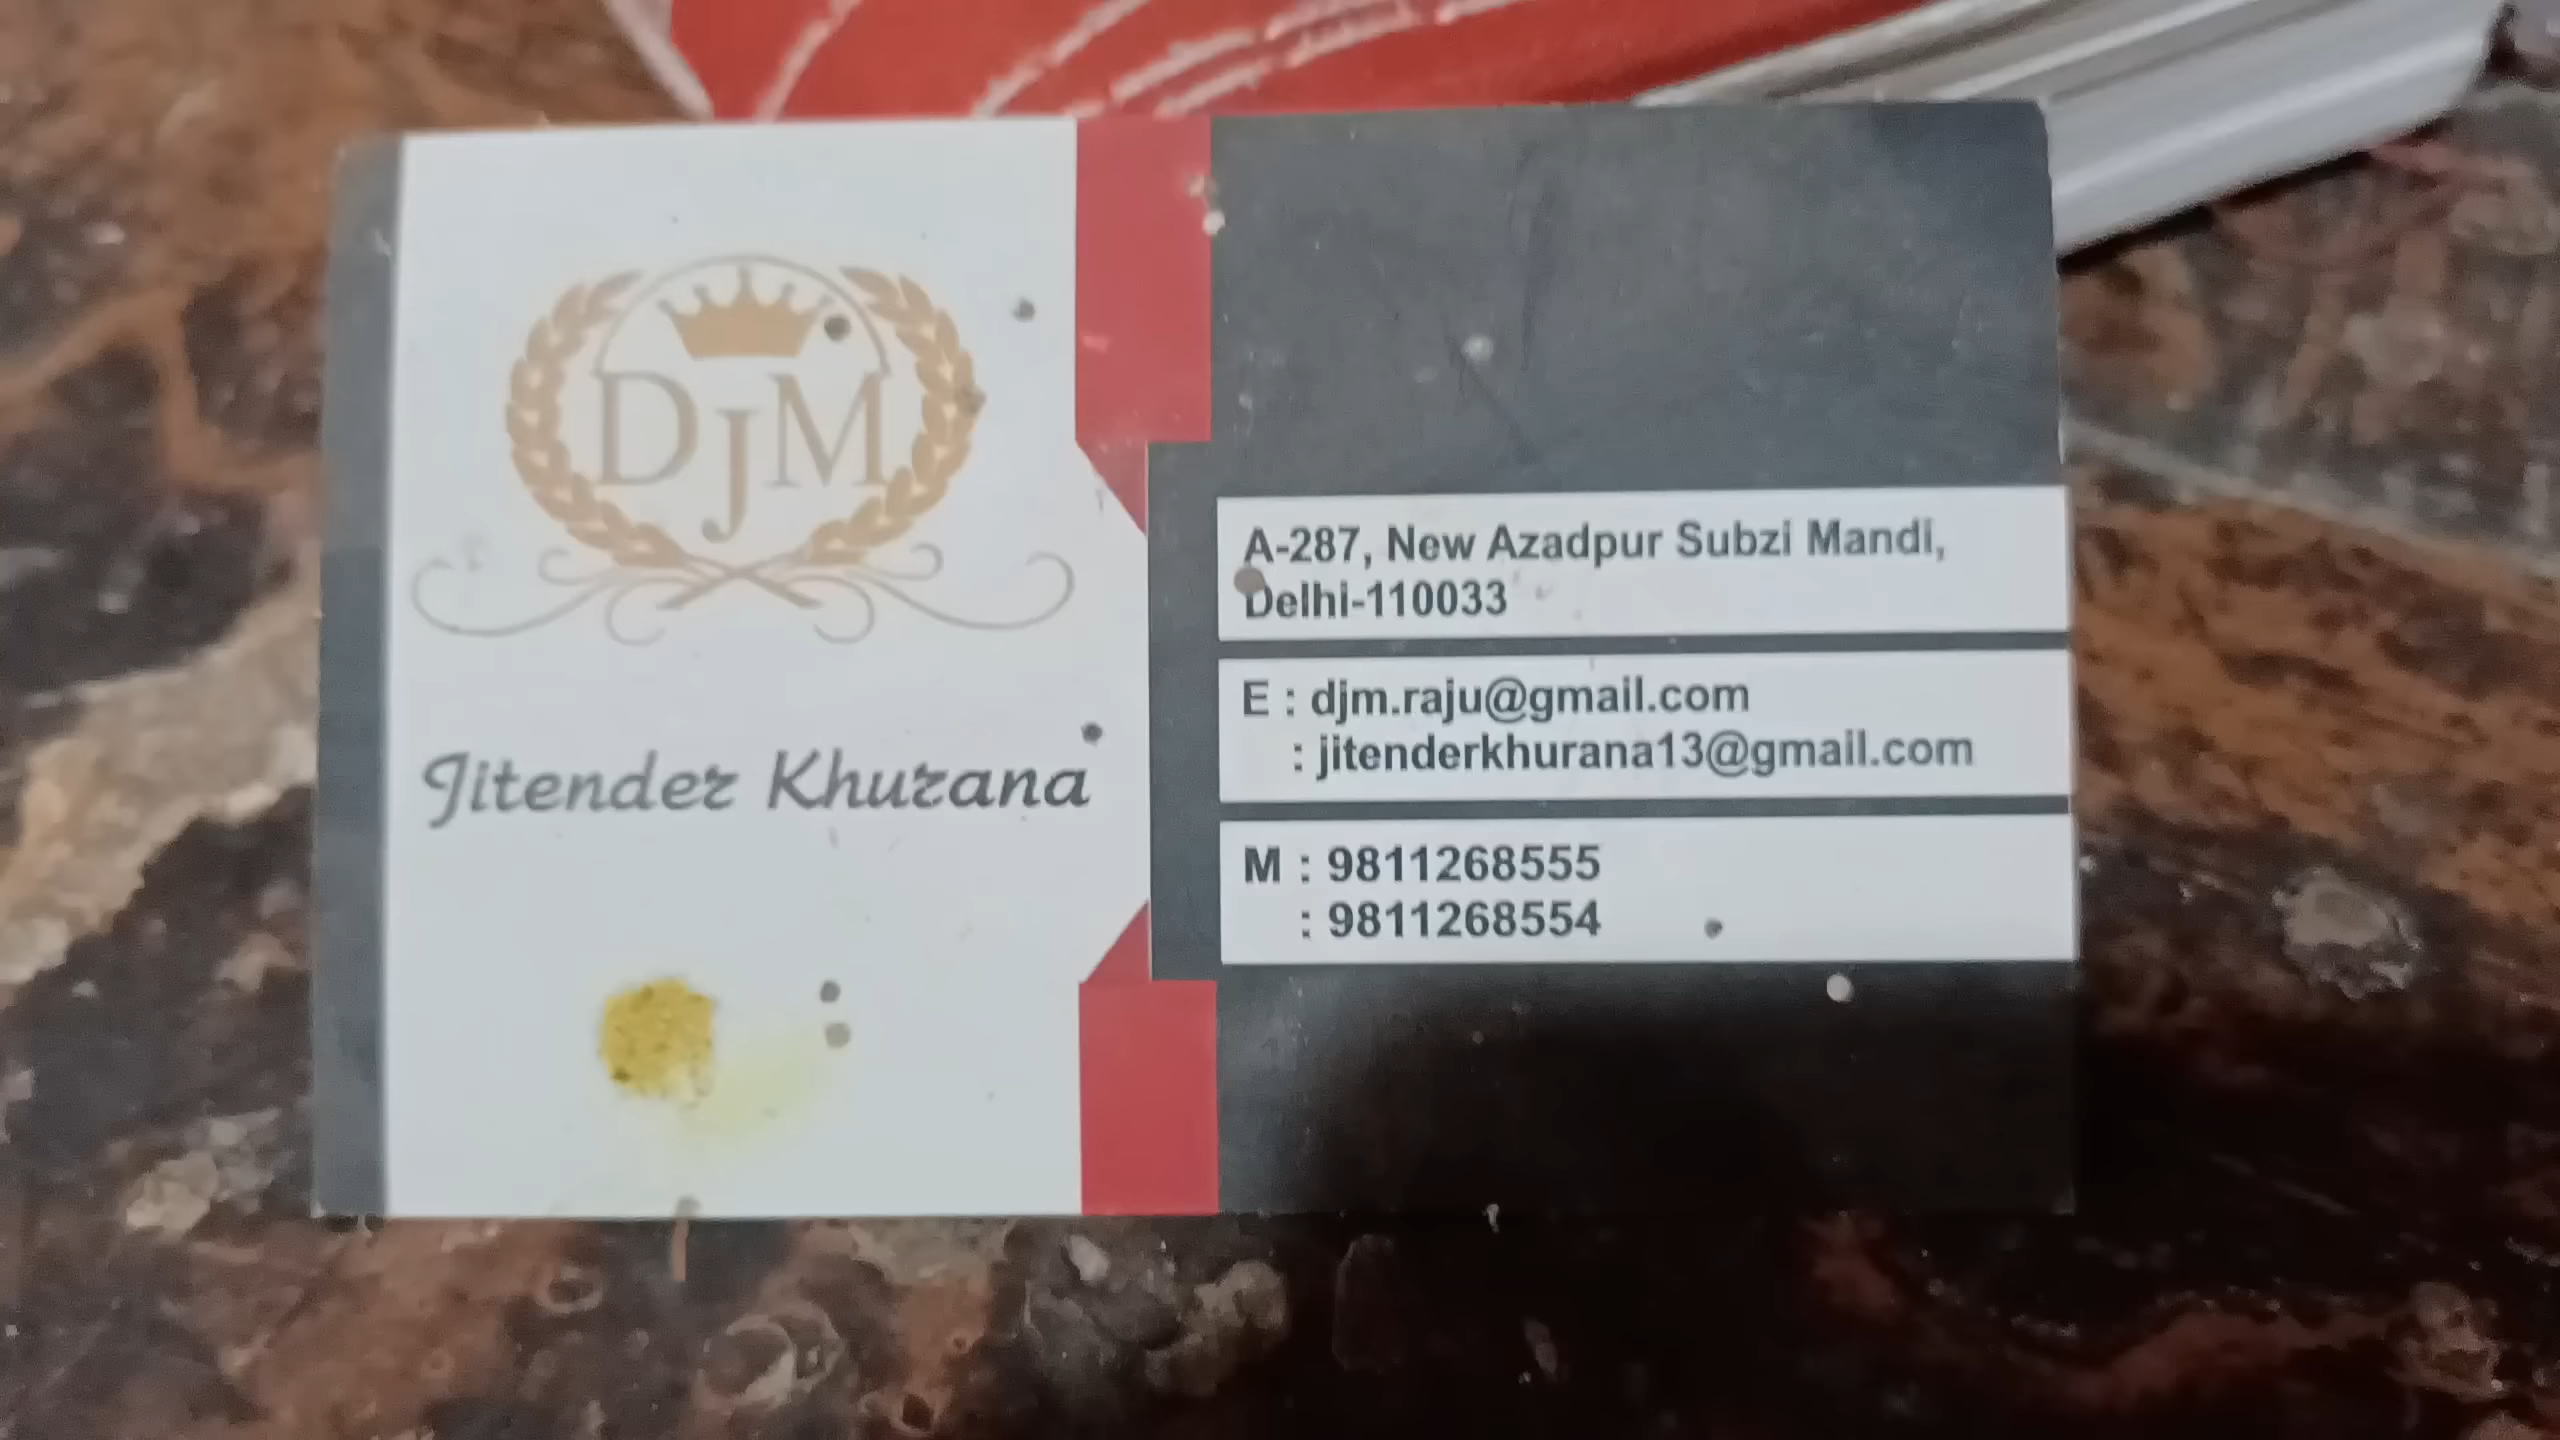 DJM
Jitender Khurana
A-287, New Azadpur Subzi Mandi,
Delhi-110033
E : djm.raju@gmail.com
: jitenderkhurana13@gmail.com
M : 9811268555
: 9811268554